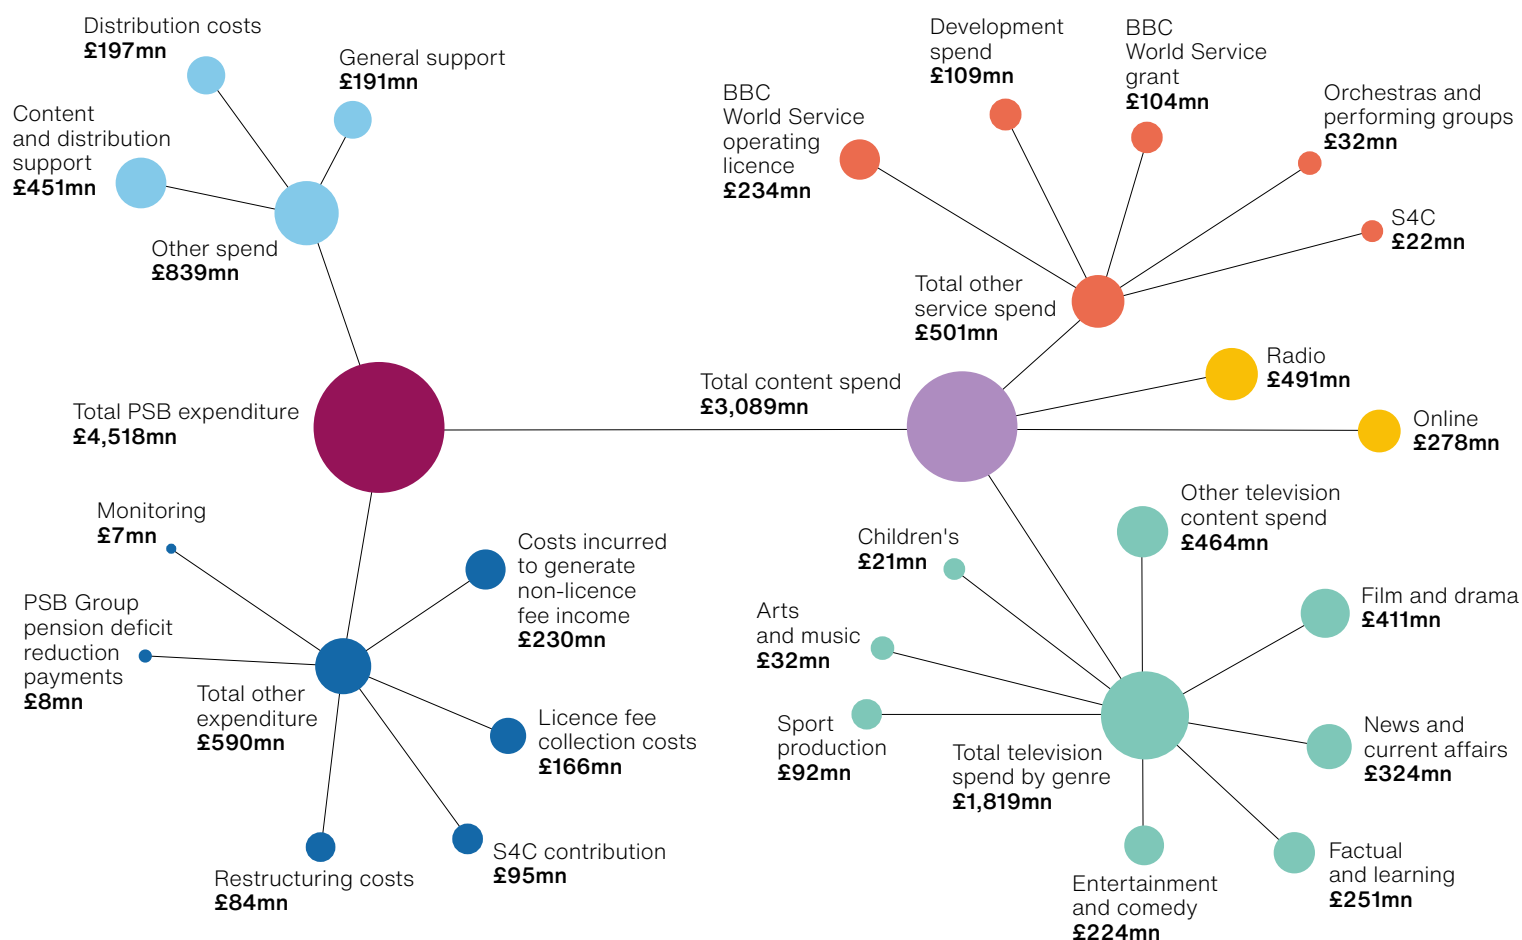 Distribution costs
£197mn
General support
£191mn
Content
and distribution
support
£451mn
Other spend
£839mn
Development
spend
£109mn
BBC
World Service
grant
£104mn
BBC
World Service
operating
licence
£234mn
Orchestras and
performing groups
£32mn
S4C
£22mn
Total other
service spend
£501mn
Radio
£491mn
Total content spend
£3,089mn
Total PSB expenditure
£4,518mn
Online
£278mn
Monitoring
£7mn
Costs incurred
to generate
non-licence
fee income
£230mn
PSB Group
pension deficit
reduction
payments
£8mn
Total other
expenditure
£590mn
Licence fee
collection costs
£166mn
S4C contribution
£95mn
Restructuring costs
£84mn
Other television
content spend
£464mn
Children's
£21mn
Film and drama
£411mn
Arts
and music
£32mn
Sport
production
£92mn
News and
current affairs
£324mn
Total television
spend by genre
£1,819mn
Factual
and learning
£251mn
Entertainment
and comedy
£224mn